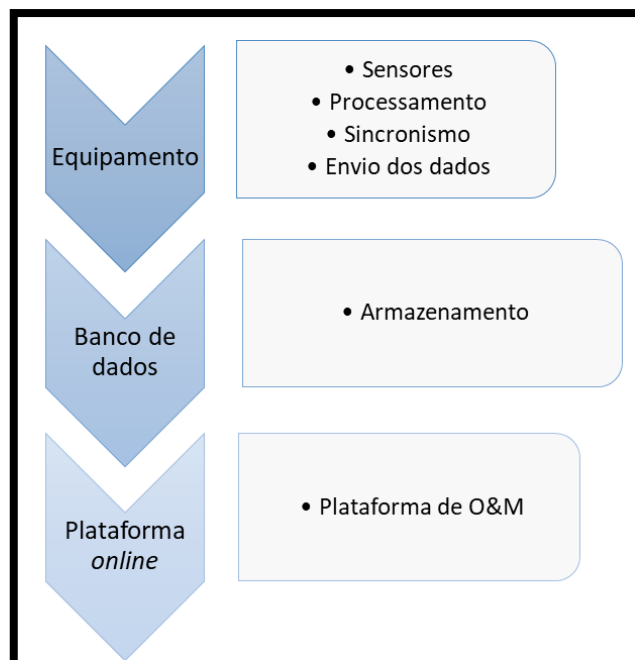 Equipamento
• Sensores
• Processamento
• Sincronismo
• Envio dos dados
Banco de
dados
• Armazenamento
Plataforma
online
• Plataforma de O&M